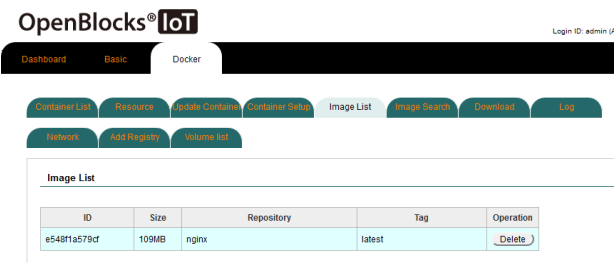 OpenBlocks® IoT
Login ID: admin (A
Dashboard Basic Docker
Container List Resource Update Container Container Setup Image List Image Search Download Log
Network Add Registry Volume list
Image List
ID Size Repository Tag Operation
e548f1a579cf 109MB nginx latest Delete